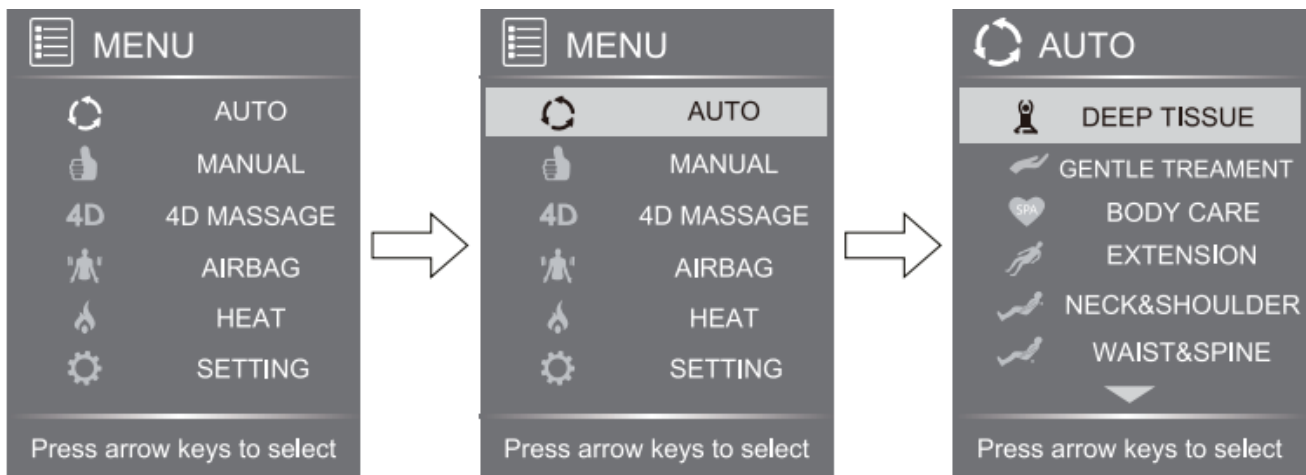 MENU
AUTO
MANUAL
4D 4D MASSAGE
AIRBAG
HEAT
SETTING
Press arrow keys to select
MENU
AUTO
MANUAL
4D 4D MASSAGE
AIRBAG
HEAT
SETTING
Press arrow keys to select
AUTO
DEEP TISSUE
GENTLE TREAMENT
SPA BODY CARE
EXTENSION
NECK&SHOULDER
WAIST&SPINE
Press arrow keys to select